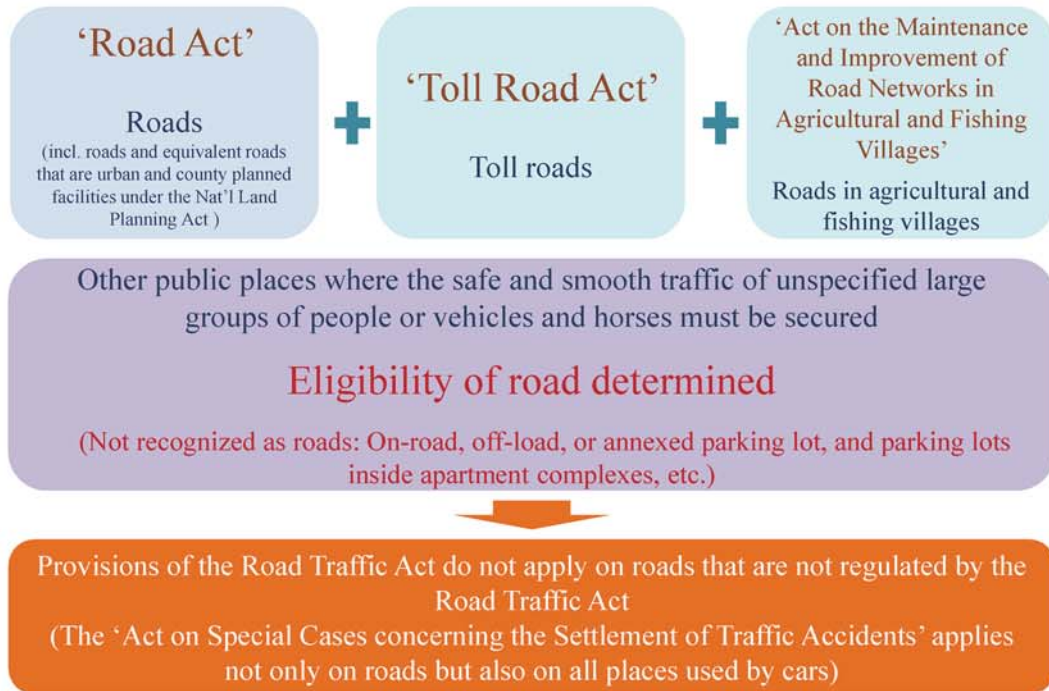 ‘Road Act’
Roads
(incl. roads and equivalent roads
that are urban and county planned
facilities under the Nat’l Land
Planning Act )
‘Toll Road Act’
Toll roads
‘Act on the Maintenance
and Improvement of
Road Networks in
Agricultural and Fishing
Villages’
Roads in agricultural and
fishing villages
Other public places where the safe and smooth traffic of unspecified large
groups of people or vehicles and horses must be secured
Eligibility of road determined
(Not recognized as roads: On-road, off-load, or annexed parking lot, and parking lots
inside apartment complexes, etc.)
Provisions of the Road Traffic Act do not apply on roads that are not regulated by the
Road Traffic Act
(The ‘Act on Special Cases concerning the Settlement of Traffic Accidents’ applies
not only on roads but also on all places used by cars)